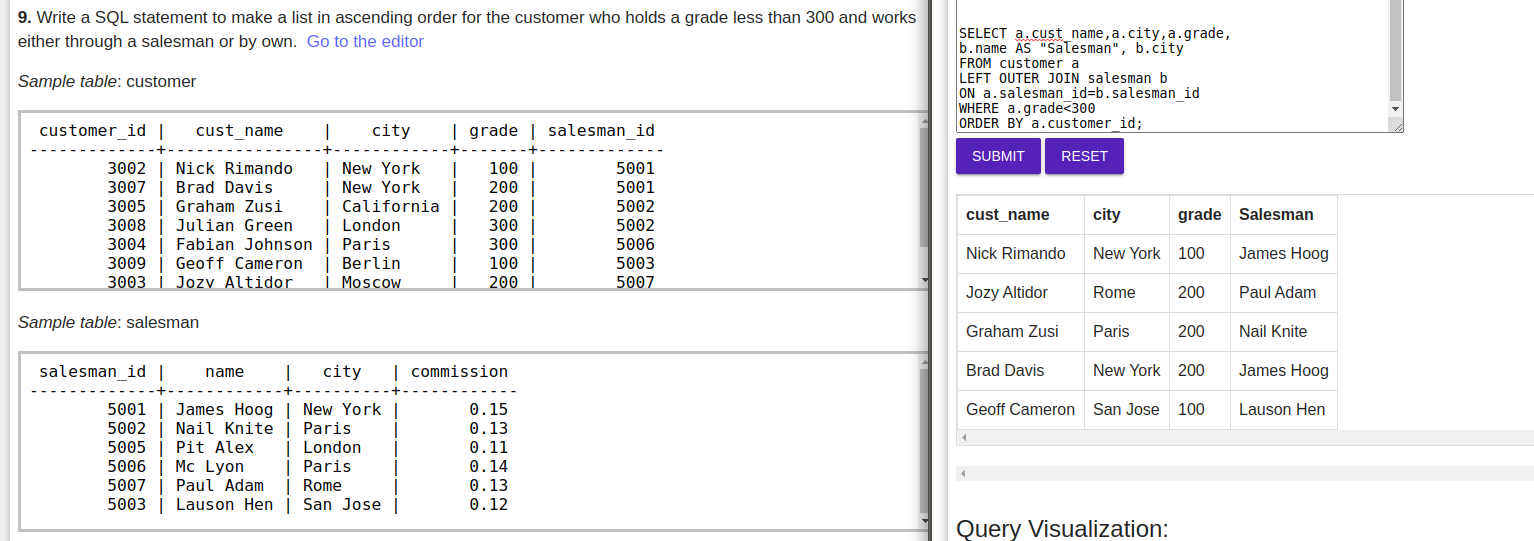 9. Write a SQL statement to make a list in ascending order for the customer who holds a grade less than 300 and works
either through a salesman or by own.  Go to the editor
Sample table: customer
 customer_id |   cust_name    |    city    | grade | salesman_id
-------------+----------------+------------+-------+-------------
        3002 | Nick Rimando   | New York   |   100 |        5001
        3007 | Brad Davis     | New York   |   200 |        5001
        3005 | Graham Zusi    | California |   200 |        5002
        3008 | Julian Green   | London     |   300 |        5002
        3004 | Fabian Johnson | Paris      |   300 |        5006
        3009 | Geoff Cameron  | Berlin     |   100 |        5003
        3003 | Jozy Altidor   | Moscow     |   200 |        5007
Sample table: salesman
 salesman_id |    name    |   city   | commission
-------------+------------+----------+------------
        5001 | James Hoog | New York |       0.15
        5002 | Nail Knite | Paris    |       0.13
        5005 | Pit Alex   | London   |       0.11
        5006 | Mc Lyon    | Paris    |       0.14
        5007 | Paul Adam  | Rome     |       0.13
        5003 | Lauson Hen | San Jose |       0.12
SELECT a.cust_name,a.city,a.grade,
b.name AS "Salesman", b.city
FROM customer a
LEFT OUTER JOIN salesman b
ON a.salesman_id=b.salesman_id
WHERE a.grade<300
ORDER BY a.customer_id;
SUBMIT RESET
cust_name city grade Salesman
Nick Rimando New York 100 James Hoog
Jozy Altidor Rome 200 Paul Adam
Graham Zusi Paris 200 Nail Knite
Brad Davis New York 200 James Hoog
Geoff Cameron San Jose 100 Lauson Hen
Query Visualization: